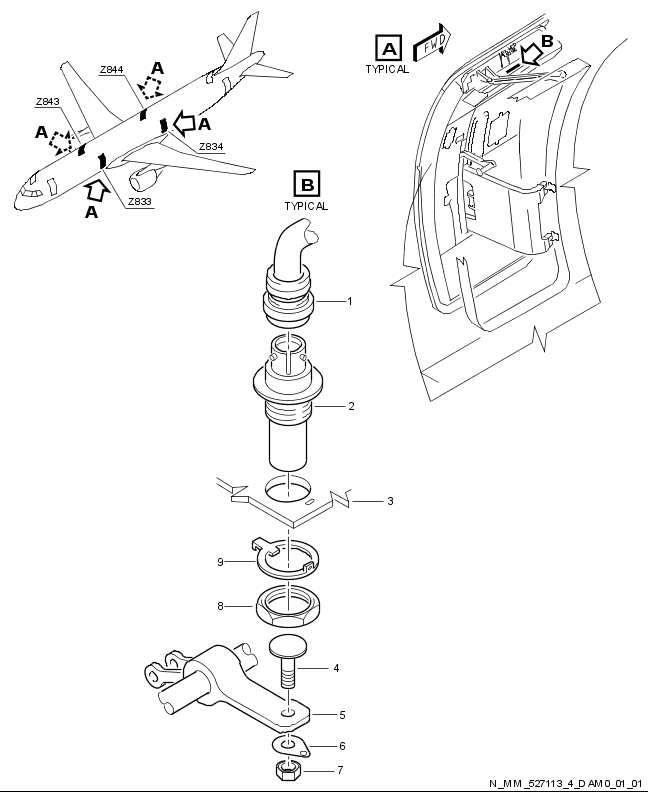 A
Z844
Z843
A
A
Z834
A
Z833
A
TYPICAL
FWD
B
B
TYPICAL
1
2
3
9
8
4
5
6
7
N_MM_527113_4_DAM0_01_01